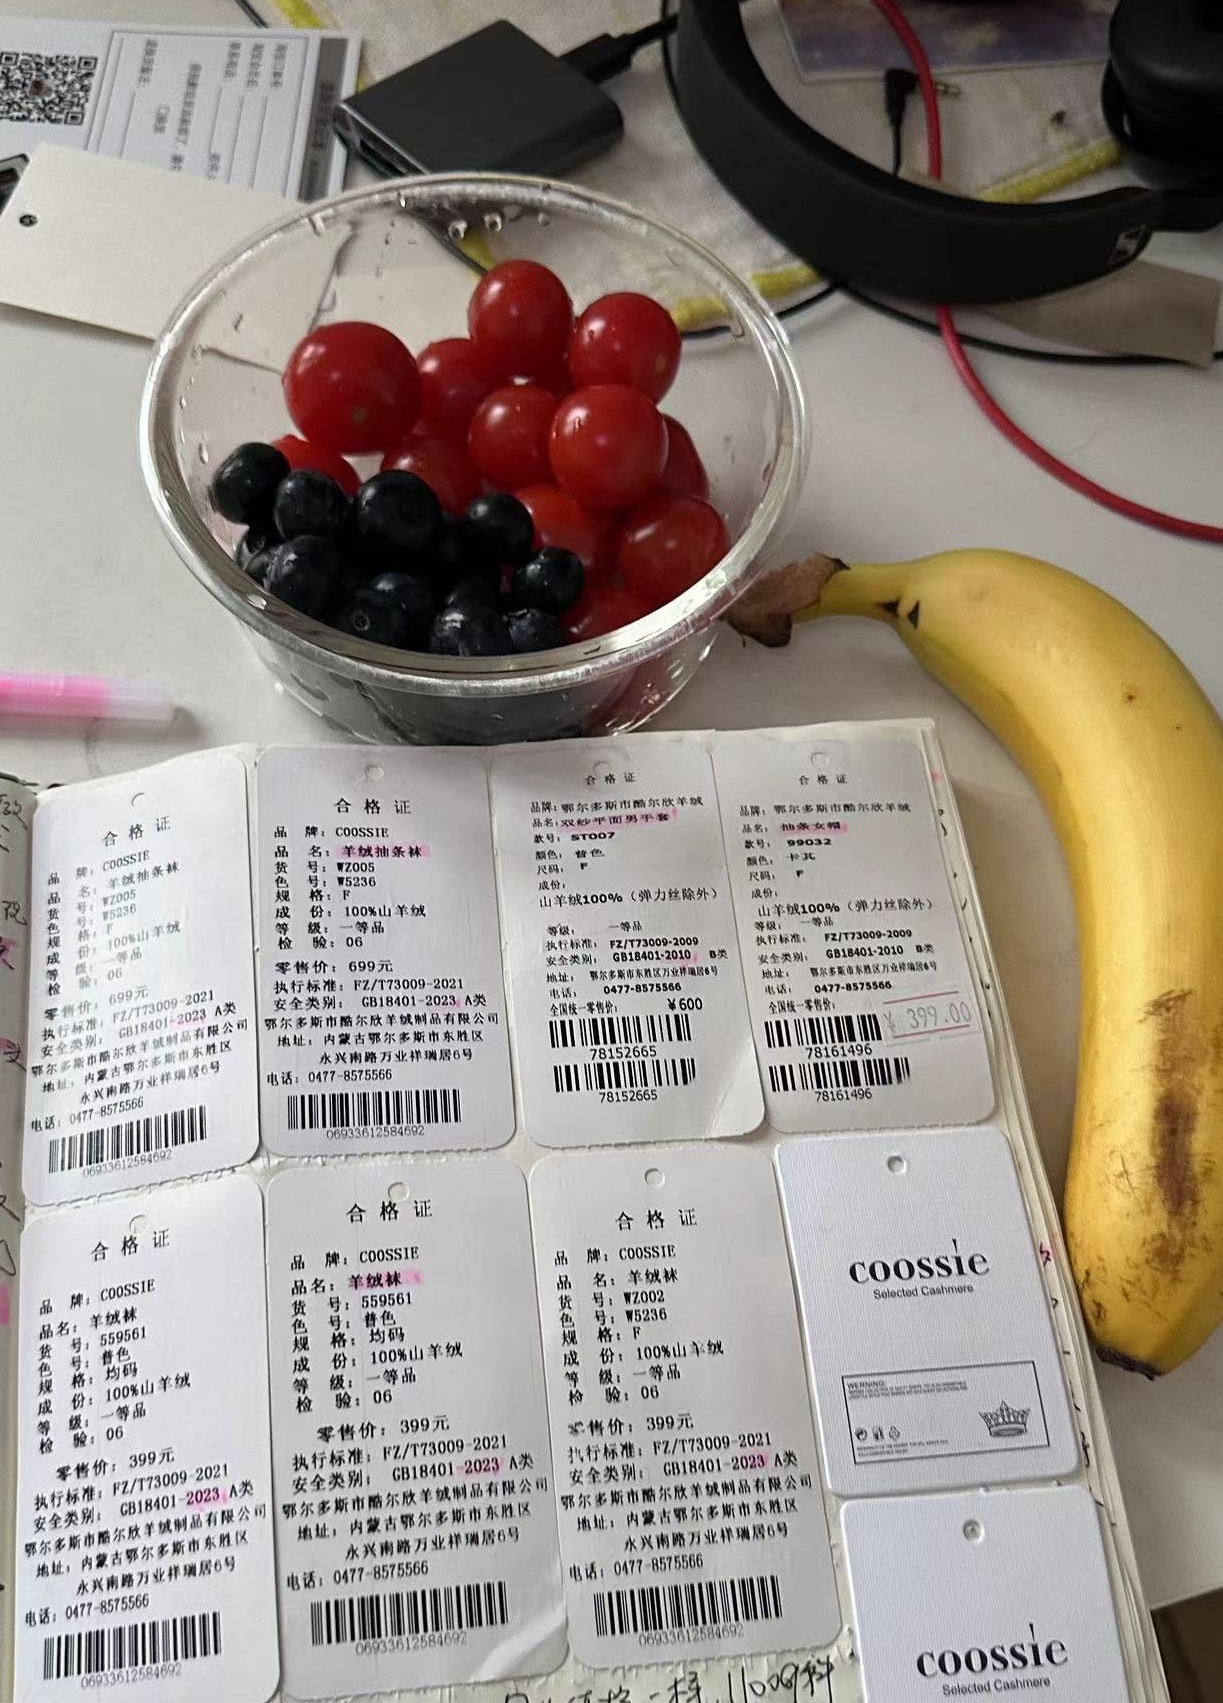 合格证
品 牌：COOSSIE
品 名：羊绒抽条袜
货 号：WZ005
色 号：W5236
规 格：F
成 份：100%山羊绒
等 级：一等品
检 验：06
零售价：699元
执行标准：FZ/T73009-2021
安全类别：GB18401-2023 A类
鄂尔多斯市酷尔欣羊绒制品有限公司
地址：内蒙古鄂尔多斯市东胜区
永兴南路万业祥瑞居6号
电话：0477-8575566
06933612584692
合格证
品 牌：COOSSIE
品 名：羊绒抽条袜
货 号：WZ005
色 号：W5236
规 格：F
成 份：100%山羊绒
等 级：一等品
检 验：06
零售价：699元
执行标准：FZ/T73009-2021
安全类别：GB18401-2023 A类
鄂尔多斯市酷尔欣羊绒制品有限公司
地址：内蒙古鄂尔多斯市东胜区
永兴南路万业祥瑞居6号
电话：0477-8575566
06933612584692
合格证
品牌：鄂尔多斯市酷尔欣羊绒
品名：双纱平面男手套
款号：ST007
颜色：普色
尺码：F
成份：
山羊绒100%（弹力丝除外）
等级：一等品
执行标准：FZ/T73009-2009
安全类别：GB18401-2010 B类
地址：鄂尔多斯市东胜区万业祥瑞居6号
电话：0477-8575566
全国统一零售价：￥600
78152665
78152665
合格证
品牌：鄂尔多斯市酷尔欣羊绒
品名：抽条女帽
款号：99032
颜色：卡其
尺码：F
成份：
山羊绒100%（弹力丝除外）
等级：一等品
执行标准：FZ/T73009-2009
安全类别：GB18401-2010 B类
地址：鄂尔多斯市东胜区万业祥瑞居6号
电话：0477-8575566
全国统一零售价：
￥399.00
78161496
78161496
合格证
品 牌：COOSSIE
品名：羊绒袜
货 号：559561
色 号：普色
规 格：均码
成 份：100%山羊绒
等 级：一等品
检 验：06
零售价：399元
执行标准：FZ/T73009-2021
安全类别：GB18401-2023 A类
鄂尔多斯市酷尔欣羊绒制品有限公司
地址：内蒙古鄂尔多斯市东胜区
永兴南路万业祥瑞居6号
电话：0477-8575566
06933612584692
合格证
品 牌：COOSSIE
品名：羊绒袜
货 号：559561
色 号：普色
规 格：均码
成 份：100%山羊绒
等 级：一等品
检 验：06
零售价：399元
执行标准：FZ/T73009-2021
安全类别：GB18401-2023 A类
鄂尔多斯市酷尔欣羊绒制品有限公司
地址：内蒙古鄂尔多斯市东胜区
永兴南路万业祥瑞居6号
电话：0477-8575566
06933612584692
合格证
品 牌：COOSSIE
品 名：羊绒袜
货 号：WZ002
色 号：W5236
规 格：F
成 份：100%山羊绒
等 级：一等品
检 验：06
零售价：399元
执行标准：FZ/T73009-2021
安全类别：GB18401-2023 A类
鄂尔多斯市酷尔欣羊绒制品有限公司
地址：内蒙古鄂尔多斯市东胜区
永兴南路万业祥瑞居6号
电话：0477-8575566
06933612584692
coossie
Selected Cashmere
WARNING:
coossie
Selected Cashmere
一样